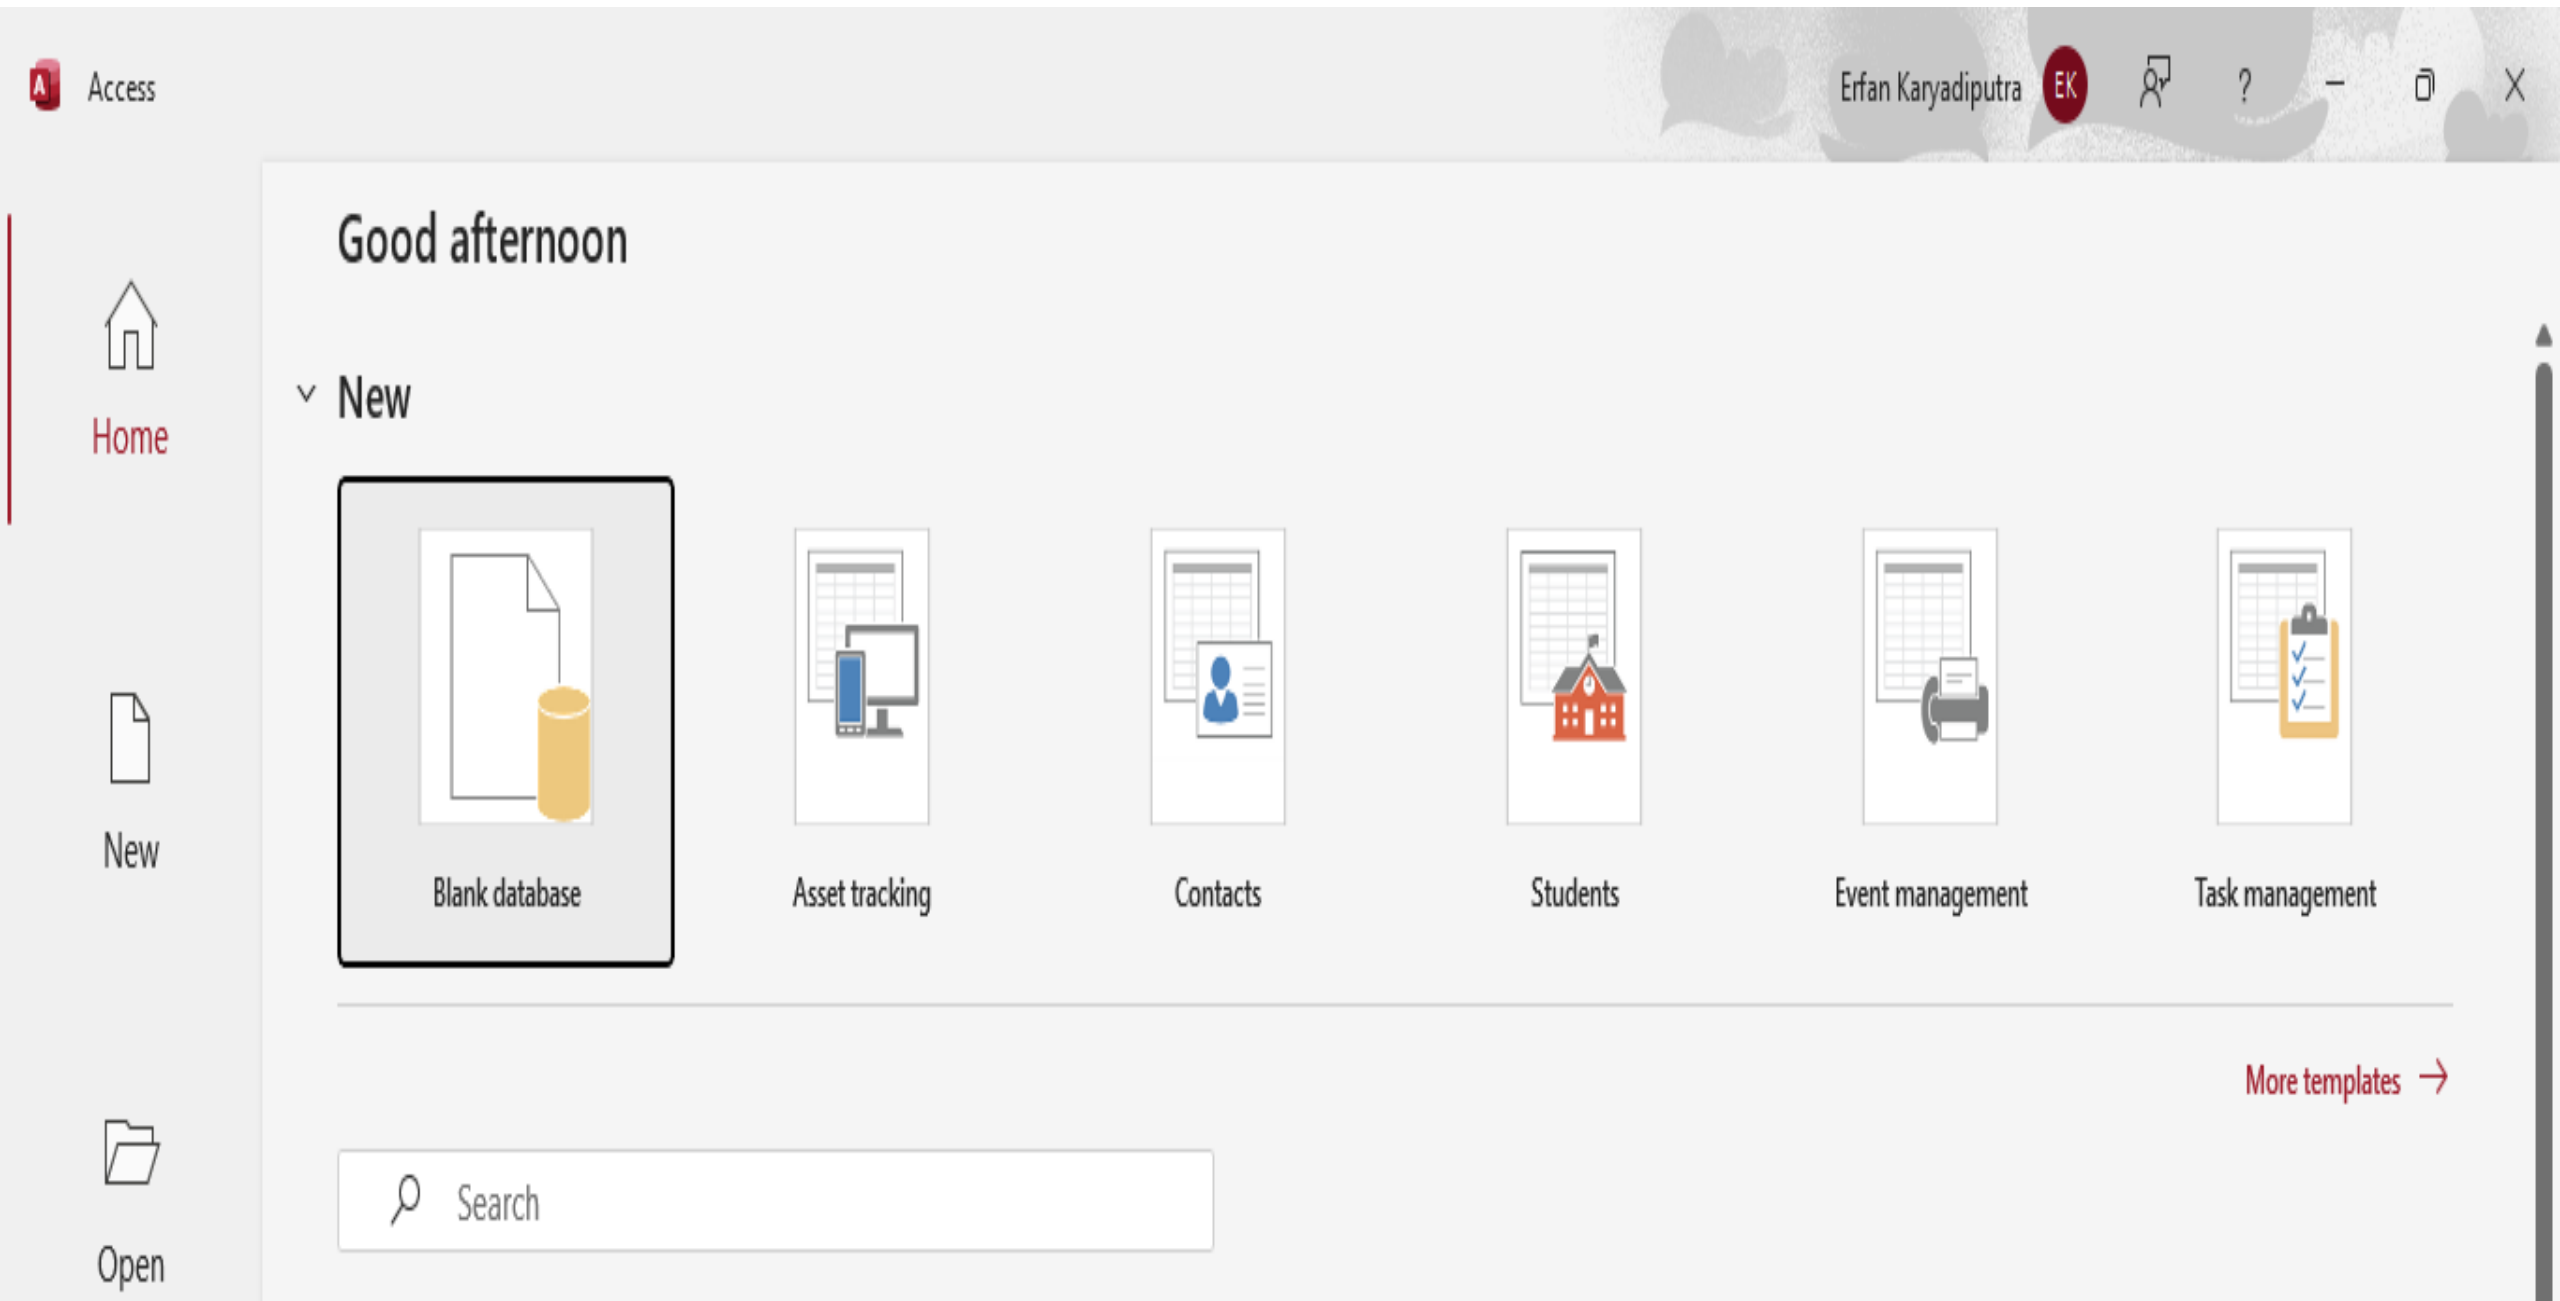 Access
Erfan Karyadiputra EK ?
Good afternoon
Home
New
New
Blank database
Asset tracking
Contacts
Students
Event management
Task management
More templates →
Search
Open